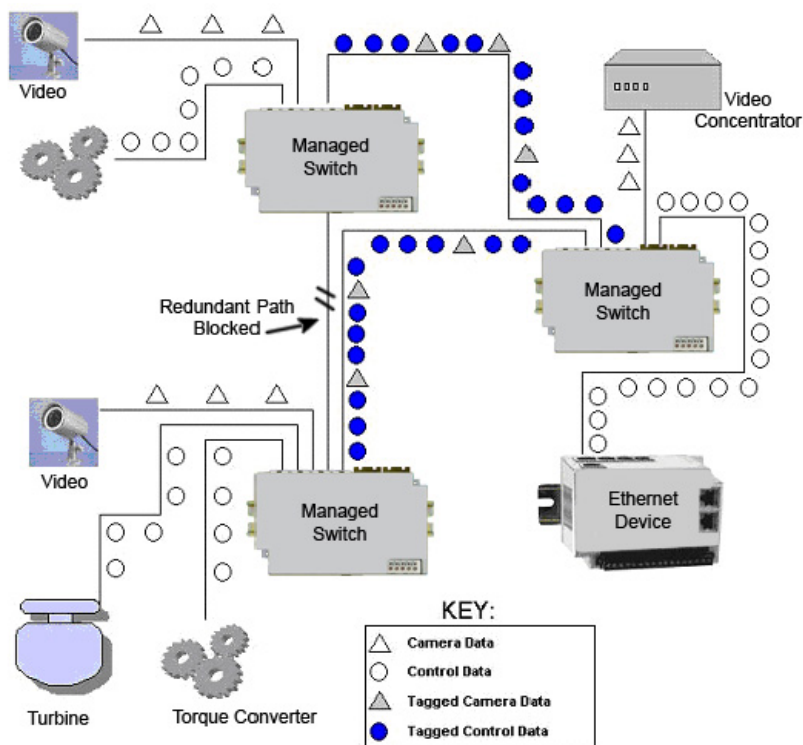 Video
Managed
Switch
Video
Concentrator
Managed
Switch
Redundant Path
Blocked
Video
Managed
Switch
Ethernet
Device
Turbine
Torque Converter
KEY:
Camera Data
Control Data
Tagged Camera Data
Tagged Control Data